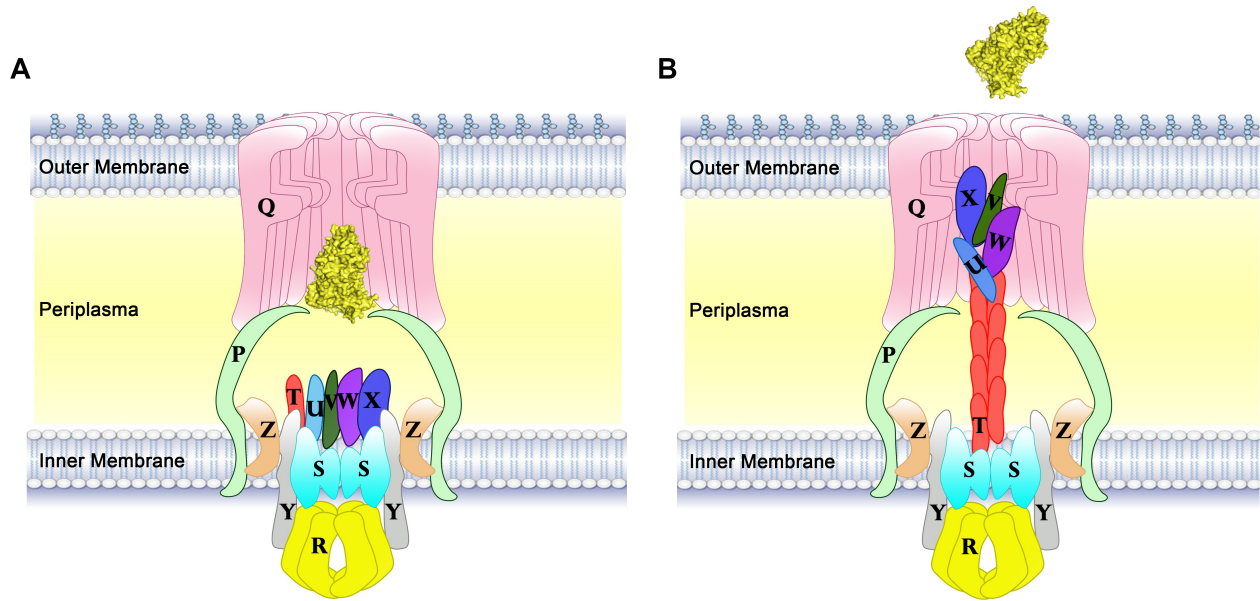 A
B
Outer Membrane
Outer Membrane
Q
Q
X
V
W
U
Periplasma
Periplasma
P
P
T
U
V
W
X
Z
Z
T
Z
Z
Inner Membrane
Inner Membrane
S
S
S
S
Y
Y
Y
Y
R
R